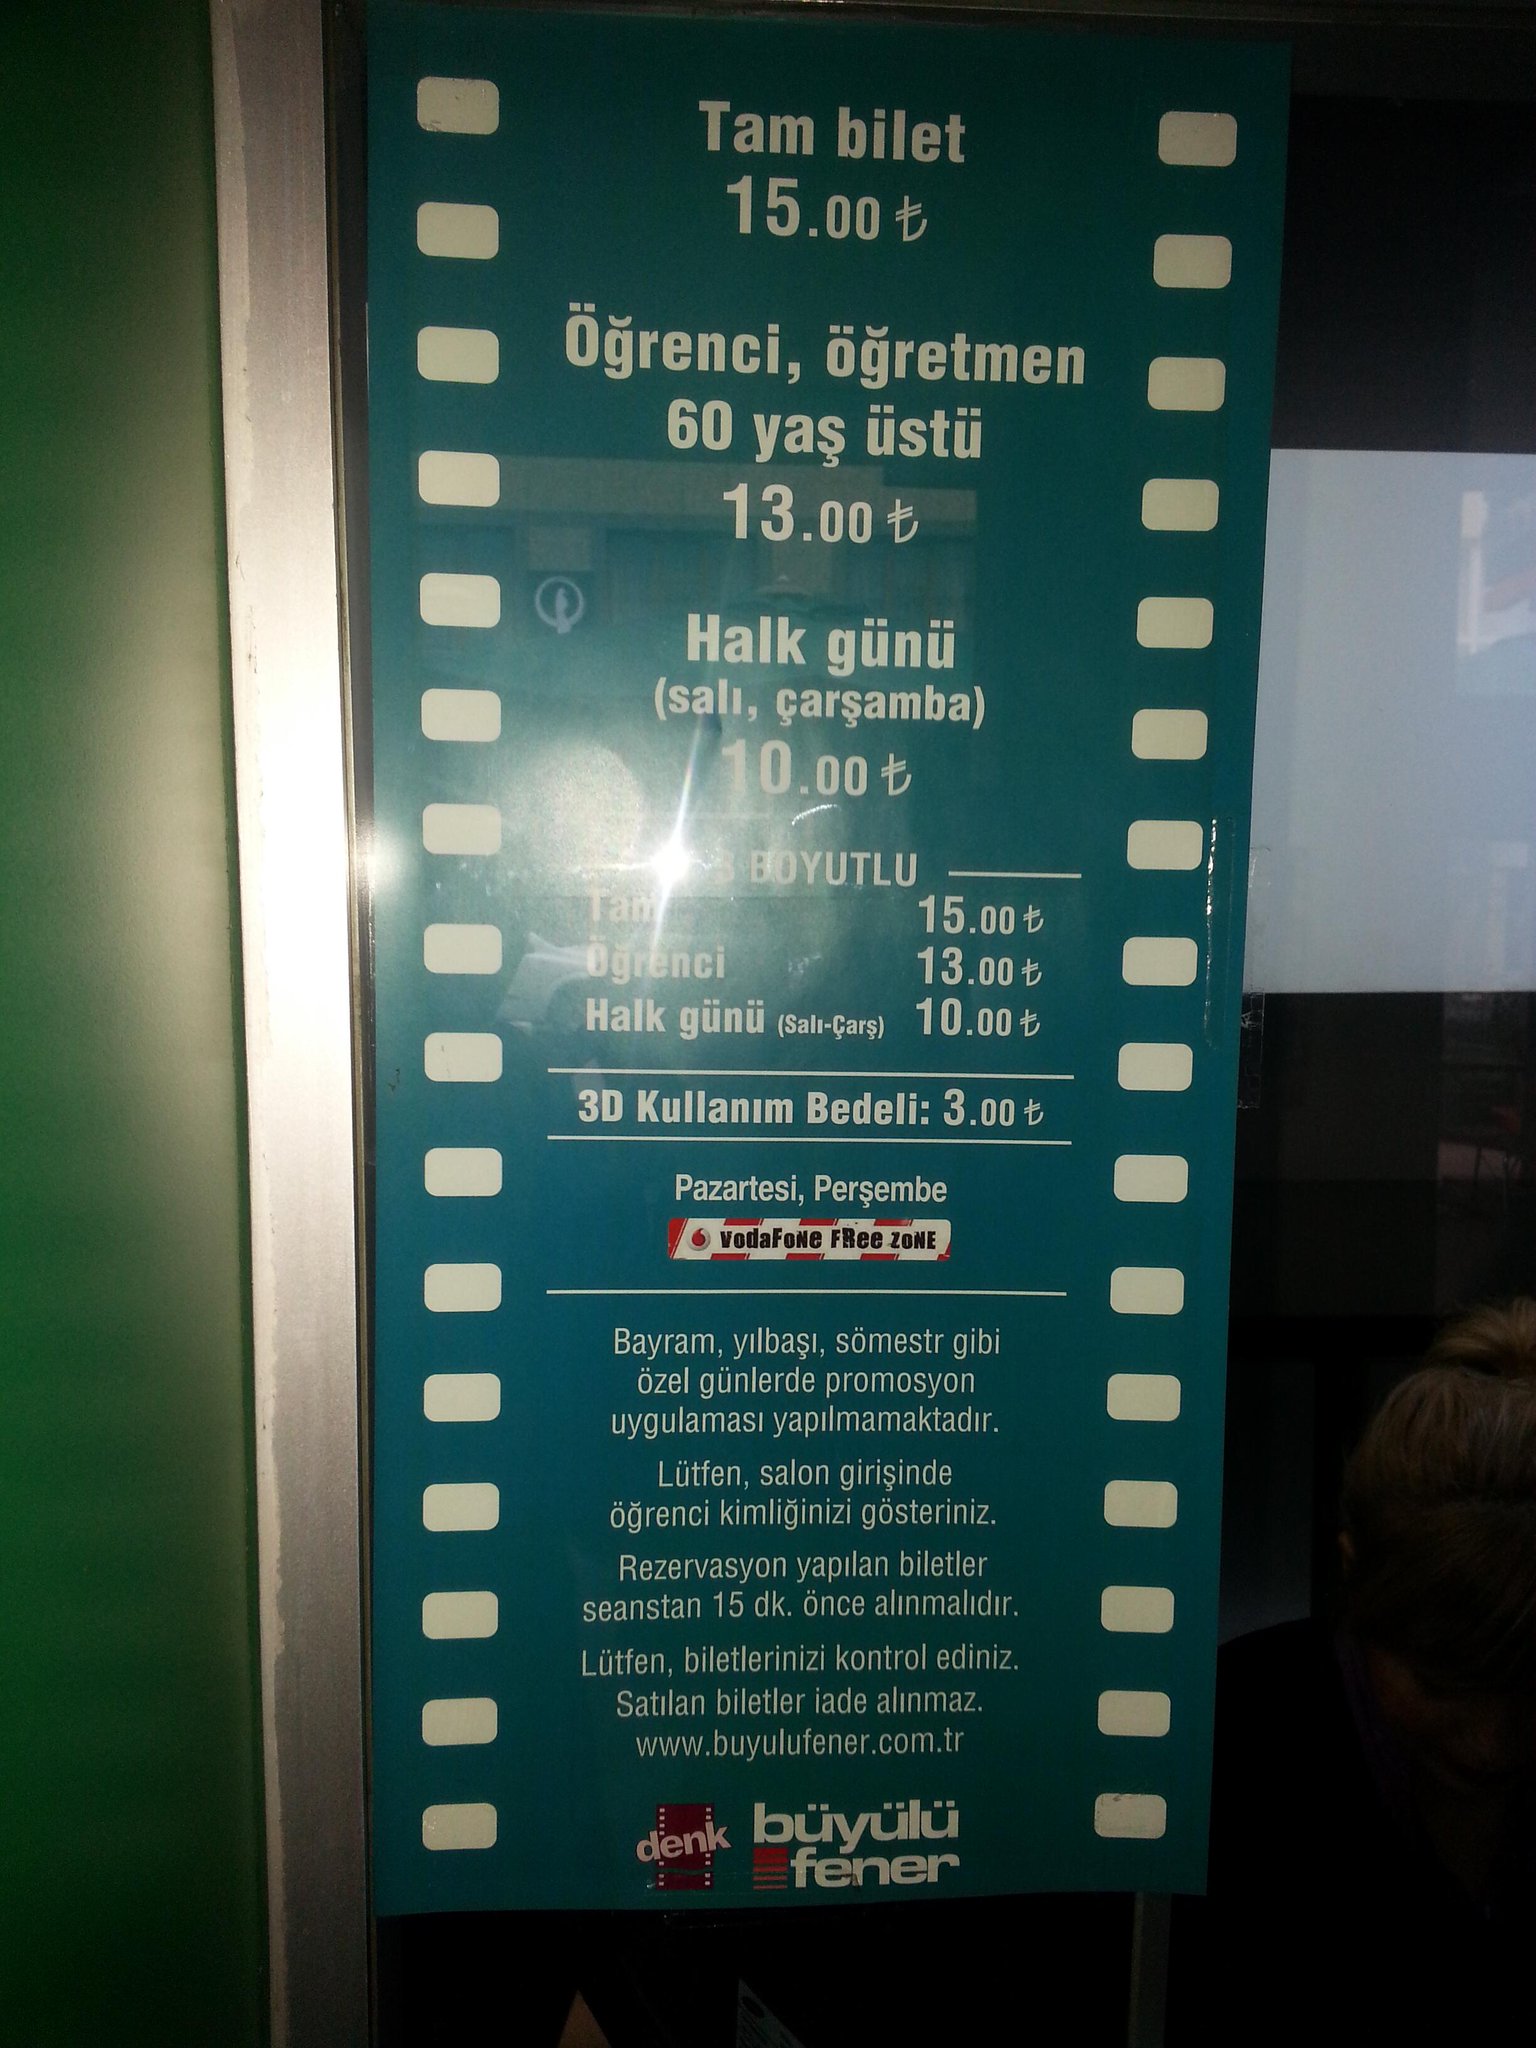 Tam bilet
15.00 ₺
Öğrenci, öğretmen
60 yaş üstü
13.00 ₺
Halk günü
(salı, çarşamba)
10.00 ₺
3 BOYUTLU
Tam 15.00 ₺
Öğrenci 13.00 ₺
Halk günü (Salı-Çarş) 10.00 ₺
3D Kullanım Bedeli: 3.00 ₺
Pazartesi, Perşembe
VodaFoNe FRee ZoNE
Bayram, yılbaşı, sömestr gibi
özel günlerde promosyon
uygulaması yapılmamaktadır.
Lütfen, salon girişinde
öğrenci kimliğinizi gösteriniz.
Rezervasyon yapılan biletler
seanstan 15 dk. önce alınmalıdır.
Lütfen, biletlerinizi kontrol ediniz.
Satılan biletler iade alınmaz.
www.buyulufener.com.tr
denk büyülü
fener